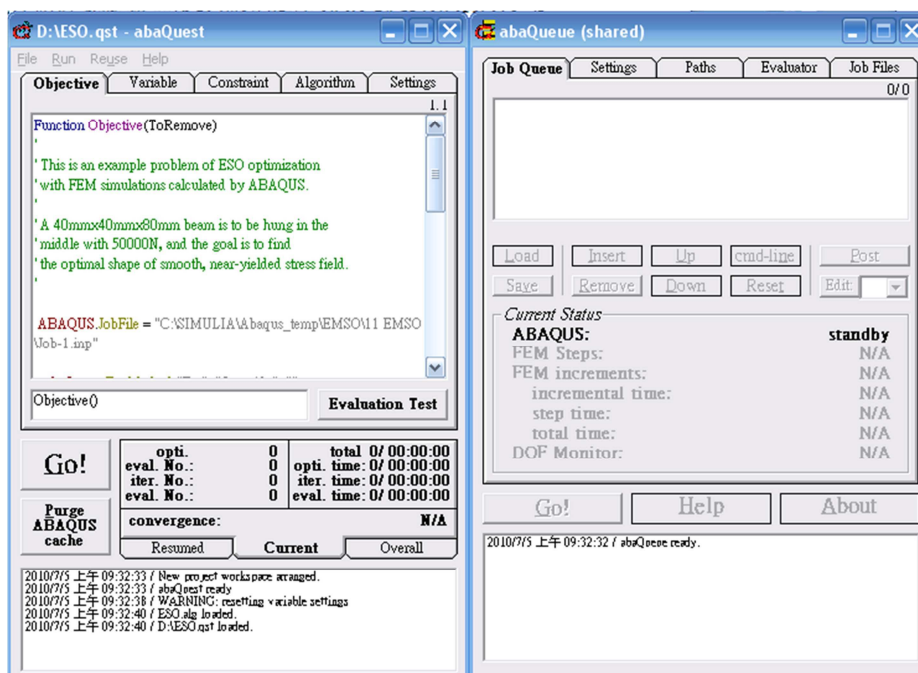 D:\ESO.qst - abaQuest
File Run Reuse Help
Objective Variable Constraint Algorithm Settings
1.1
Function Objective(ToRemove)
'
' This is an example problem of ESO optimization
' with FEM simulations calculated by ABAQUS.
'
' A 40mmx40mmx80mm beam is to be hung in the
' middle with 50000N, and the goal is to find
' the optimal shape of smooth, near-yielded stress field.
'
ABAQUS.JobFile = "C:\SIMULIA\Abaqus_temp\EMSO\11 EMSO
\Job-1.inp"
Objective()
Evaluation Test
Go!
Purge
ABAQUS
cache
opti. 0 total 0/ 00:00:00
eval. No.: 0 opti. time: 0/ 00:00:00
iter. No.: 0 iter. time: 0/ 00:00:00
eval. No.: 0 eval. time: 0/ 00:00:00
convergence: N/A
Resumed Current Overall
2010/7/5 上午 09:32:33 / New project workspace arranged.
2010/7/5 上午 09:32:33 / abaQuest ready
2010/7/5 上午 09:32:38 / WARNING: resetting variable settings
2010/7/5 上午 09:32:40 / ESO.alg loaded.
2010/7/5 上午 09:32:40 / D:\ESO.qst loaded.
abaQueue (shared)
Job Queue Settings Paths Evaluator Job Files
0/0
Load Insert Up cmd-line Post
Save Remove Down Reset Edit:
Current Status
ABAQUS: standby
FEM Steps: N/A
FEM increments: N/A
incremental time: N/A
step time: N/A
total time: N/A
DOF Monitor: N/A
Go! Help About
2010/7/5 上午 09:32:32 / abaQueue ready.